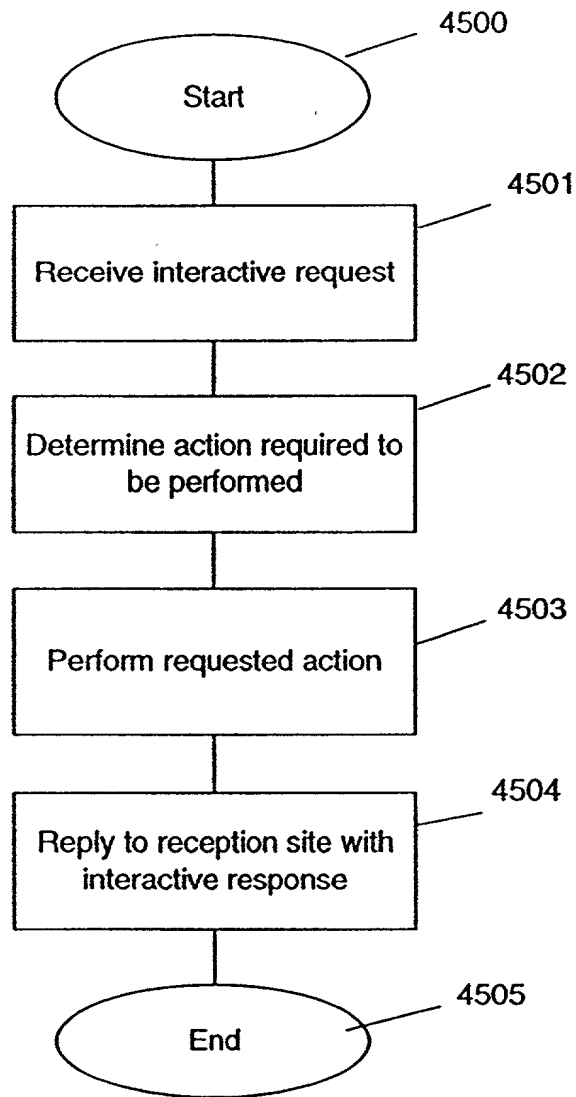 4500
Start
4501
Receive interactive request
4502
Determine action required to
be performed
4503
Perform requested action
4504
Reply to reception site with
interactive response
4505
End